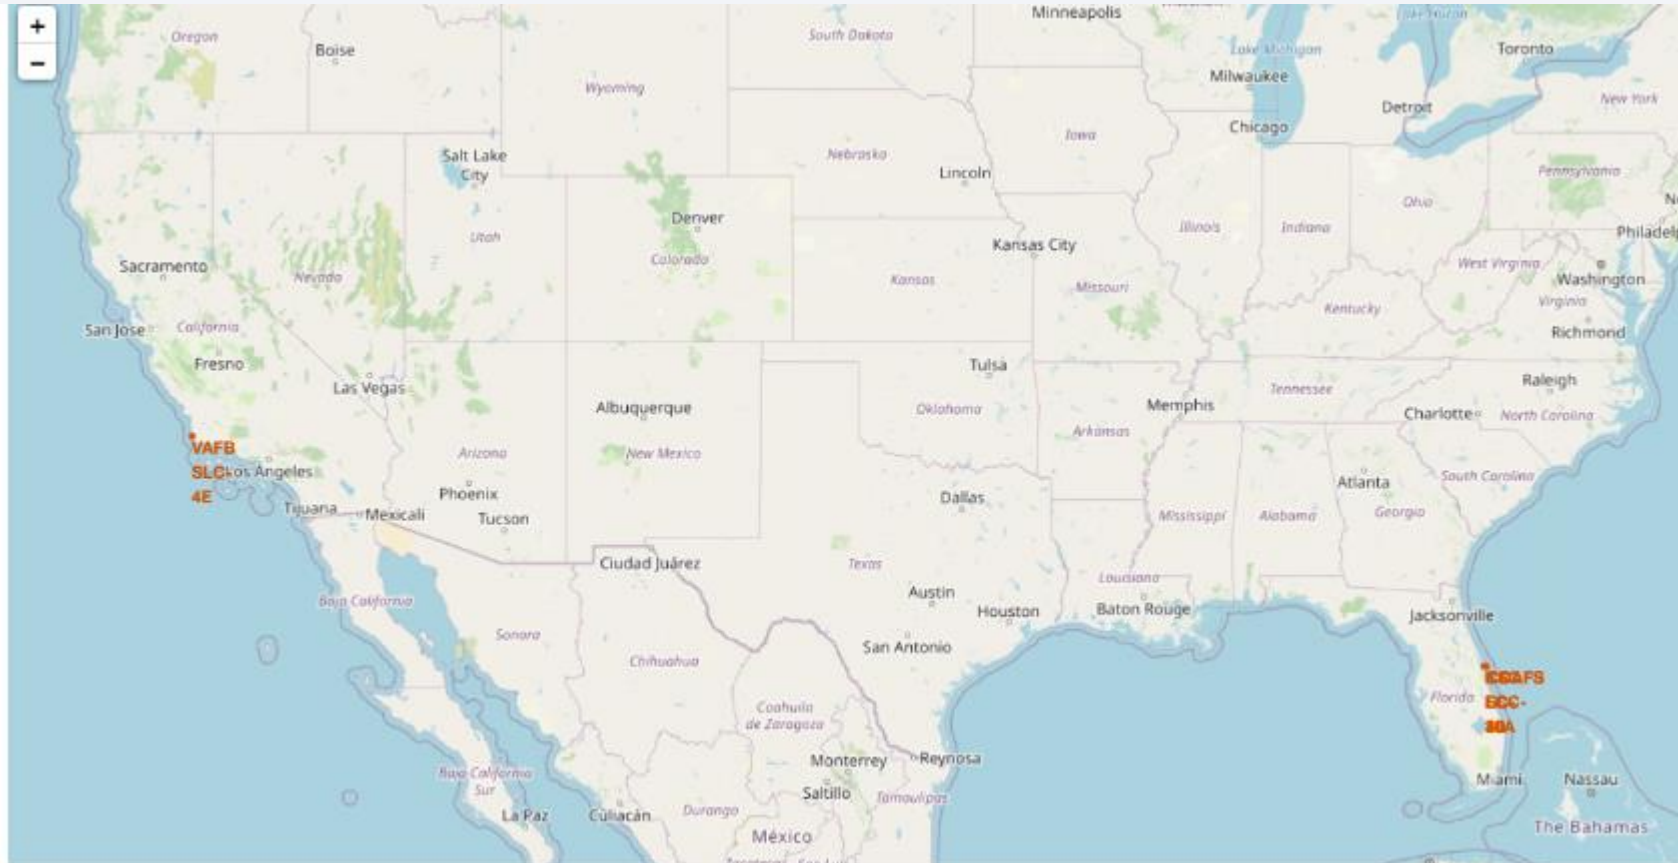 +
−
Oregon
Boise
South Dakota
Minneapolis
Lake Huron
Toronto
Lake Michigan
Milwaukee
Wyoming
New York
Detroit
Chicago
Iowa
Salt Lake
City
Nebraska
Lincoln
Pennsylvania
Ohio
Denver
Illinois
Indiana
Utah
Kansas City
Sacramento
Colorado
West Virginia
Washington
Nevada
Kansas
Missouri
Virginia
Kentucky
San Jose
California
Richmond
Fresno
Tulsa
Las Vegas
Raleigh
Tennessee
Albuquerque
Oklahoma
Memphis
Charlotte
North Carolina
Arkansas
VAFB
SLC-
4E
Los Angeles
Arizona
New Mexico
Phoenix
Dallas
Atlanta
South Carolina
Tijuana
Mexicali
Tucson
Mississippi
Alabama
Georgia
Ciudad Juárez
Texas
Louisiana
Austin
Houston
Baton Rouge
Jacksonville
Baja California
Sonora
San Antonio
Chihuahua
Florida
Coahuila
de Zaragoza
Monterrey
Reynosa
Baja California
Sur
Saltillo
Tamaulipas
Miami
Nassau
La Paz
Culiacán
Durango
México
The Bahamas